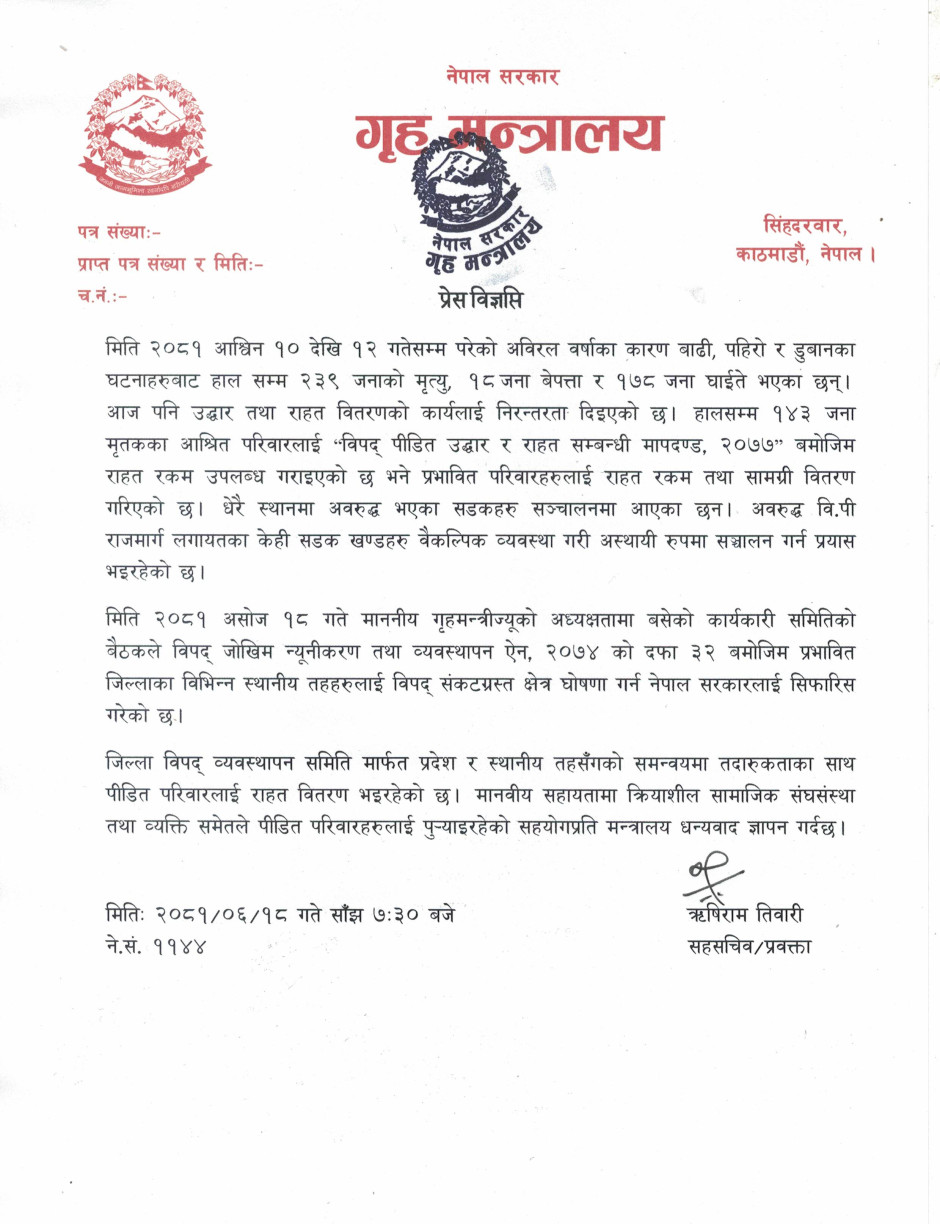 नेपाल सरकार
गृह मन्त्रालय
नेपाल सरकार
गृह मन्त्रालय
पत्र संख्याः-
प्राप्त पत्र संख्या र मितिः-
च.नं.:-
सिंहदरवार,
काठमाडौं, नेपाल ।
प्रेस विज्ञप्ति
मिति २०८१ आश्विन १० देखि १२ गतेसम्म परेको अविरल वर्षाका कारण बाढी, पहिरो र डुबानका
घटनाहरुबाट हाल सम्म २३९ जनाको मृत्यु, १८ जना बेपत्ता र १७८ जना घाईते भएका छन्।
आज पनि उद्धार तथा राहत वितरणको कार्यलाई निरन्तरता दिइएको छ। हालसम्म १४३ जना
मृतकका आश्रित परिवारलाई “विपद् पीडित उद्धार र राहत सम्बन्धी मापदण्ड, २०७७” बमोजिम
राहत रकम उपलब्ध गराइएको छ भने प्रभावित परिवारहरुलाई राहत रकम तथा सामग्री वितरण
गरिएको छ। धेरै स्थानमा अवरुद्ध भएका सडकहरु सञ्चालनमा आएका छन। अवरुद्ध वि.पी
राजमार्ग लगायतका केही सडक खण्डहरु वैकल्पिक व्यवस्था गरी अस्थायी रुपमा सञ्चालन गर्न प्रयास
भइरहेको छ।
मिति २०८१ असोज १८ गते माननीय गृहमन्त्रीज्यूको अध्यक्षतामा बसेको कार्यकारी समितिको
बैठकले विपद् जोखिम न्यूनीकरण तथा व्यवस्थापन ऐन, २०७४ को दफा ३२ बमोजिम प्रभावित
जिल्लाका विभिन्न स्थानीय तहहरुलाई विपद् संकटग्रस्त क्षेत्र घोषणा गर्न नेपाल सरकारलाई सिफारिस
गरेको छ।
जिल्ला विपद् व्यवस्थापन समिति मार्फत प्रदेश र स्थानीय तहसँगको समन्वयमा तदारुकताका साथ
पीडित परिवारलाई राहत वितरण भइरहेको छ। मानवीय सहायतामा क्रियाशील सामाजिक संघसंस्था
तथा व्यक्ति समेतले पीडित परिवारहरुलाई पुऱ्याइरहेको सहयोगप्रति मन्त्रालय धन्यवाद ज्ञापन गर्दछ।
मितिः २०८१/०६/१८ गते साँझ ७:३० बजे
ने.सं. ११४४
ऋषिराम तिवारी
सहसचिव/प्रवक्ता